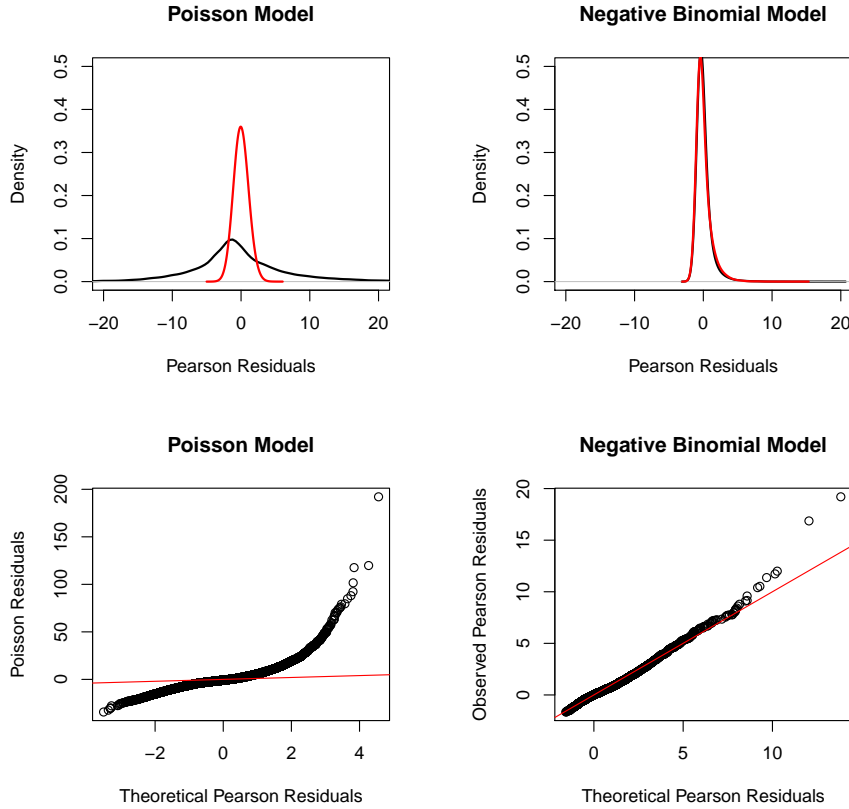 Poisson Model
Density
0.0 0.1 0.2 0.3 0.4 0.5
−20 −10 0 10 20
Pearson Residuals
Negative Binomial Model
Density
0.0 0.1 0.2 0.3 0.4 0.5
−20 −10 0 10 20
Pearson Residuals
Poisson Model
Poisson Residuals
0 50 100 150 200
−2 0 2 4
Theoretical Pearson Residuals
Negative Binomial Model
Observed Pearson Residuals
0 5 10 15 20
0 5 10
Theoretical Pearson Residuals